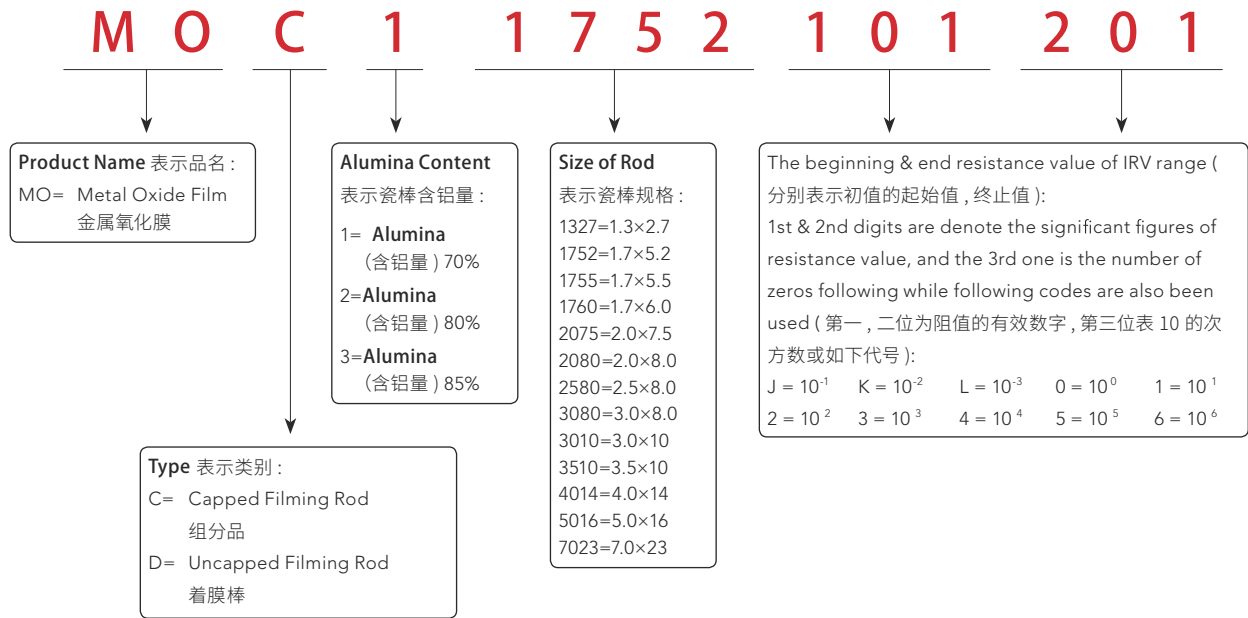 M O C 1 1 7 5 2 1 0 1 2 0 1
Product Name 表示品名 :
MO= Metal Oxide Film
金属氧化膜
Type 表示类别 :
C= Capped Filming Rod
组分品
D= Uncapped Filming Rod
着膜棒
Alumina Content
表示瓷棒含铝量 :
1= Alumina
(含铝量 ) 70%
2=Alumina
(含铝量 ) 80%
3=Alumina
(含铝量 ) 85%
Size of Rod
表示瓷棒规格 :
1327=1.3×2.7
1752=1.7×5.2
1755=1.7×5.5
1760=1.7×6.0
2075=2.0×7.5
2080=2.0×8.0
2580=2.5×8.0
3080=3.0×8.0
3010=3.0×10
3510=3.5×10
4014=4.0×14
5016=5.0×16
7023=7.0×23
The beginning & end resistance value of IRV range (
分别表示初值的起始值 , 终止值 ):
1st & 2nd digits are denote the significant figures of
resistance value, and the 3rd one is the number of
zeros following while following codes are also been
used ( 第一 , 二位为阻值的有效数字 , 第三位表 10 的次
方数或如下代号 ):
J = 10⁻¹ K = 10⁻² L = 10⁻³ 0 = 10⁰ 1 = 10¹
2 = 10² 3 = 10³ 4 = 10⁴ 5 = 10⁵ 6 = 10⁶